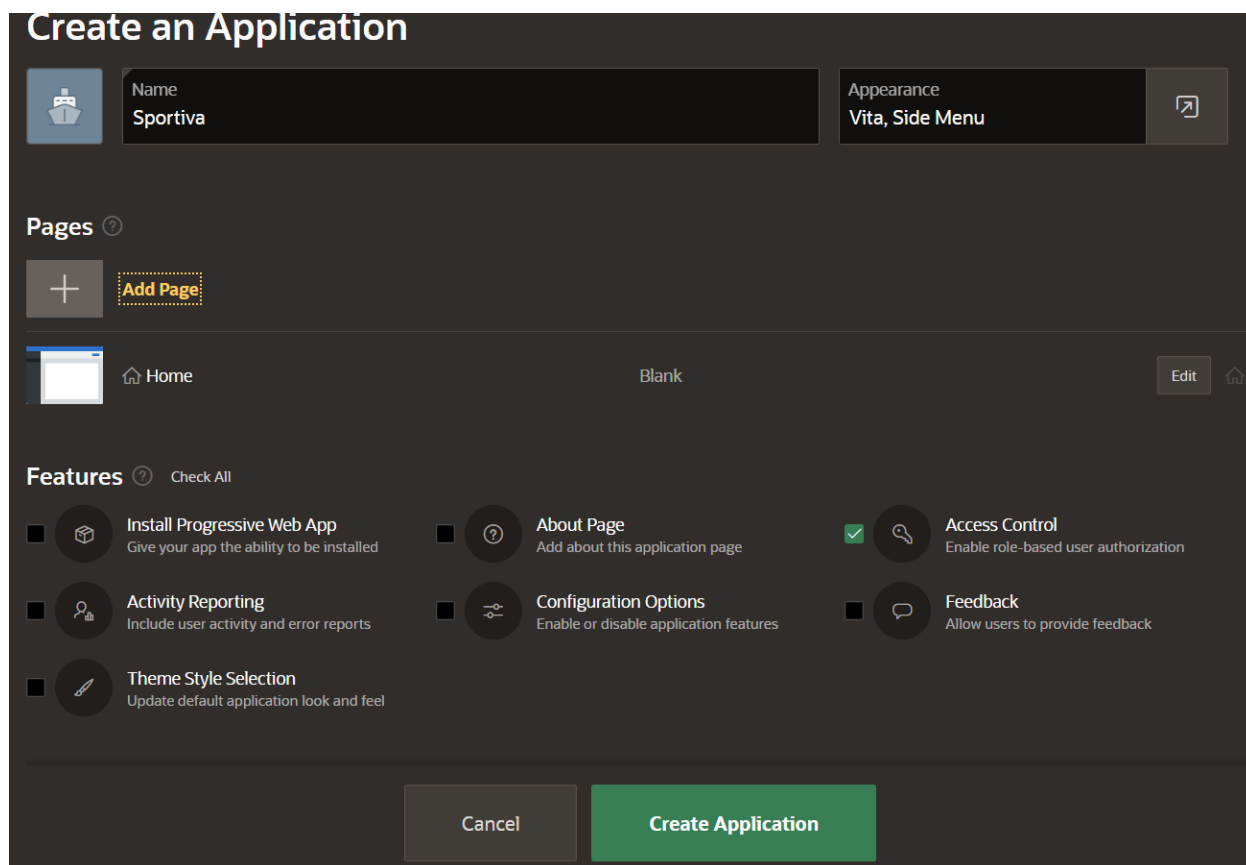 Create an Application
Name
Sportiva
Appearance
Vita, Side Menu
Pages
Add Page
Home
Blank
Edit
Features
Check All
Install Progressive Web App
Give your app the ability to be installed
About Page
Add about this application page
Access Control
Enable role-based user authorization
Activity Reporting
Include user activity and error reports
Configuration Options
Enable or disable application features
Feedback
Allow users to provide feedback
Theme Style Selection
Update default application look and feel
Cancel
Create Application